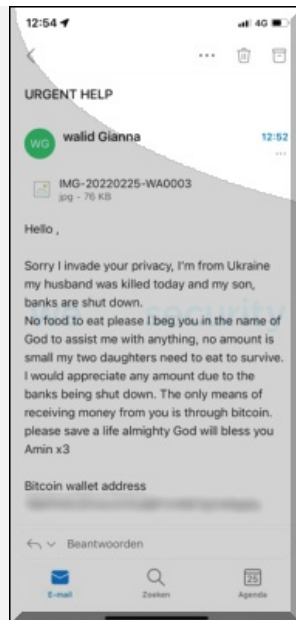 12:54
4G
URGENT HELP
WG
walid Gianna
12:52
IMG-20220225-WA0003
jpg - 76 KB
Hello ,
Sorry I invade your privacy, I'm from Ukraine
my husband was killed today and my son,
banks are shut down.
No food to eat please I beg you in the name of
God to assist me with anything, no amount is
small my two daughters need to eat to survive.
I would appreciate any amount due to the
banks being shut down. The only means of
receiving money from you is through bitcoin.
please save a life almighty God will bless you
Amin x3
Bitcoin wallet address
Beantwoorden
E-mail
Zoeken
25
Agenda